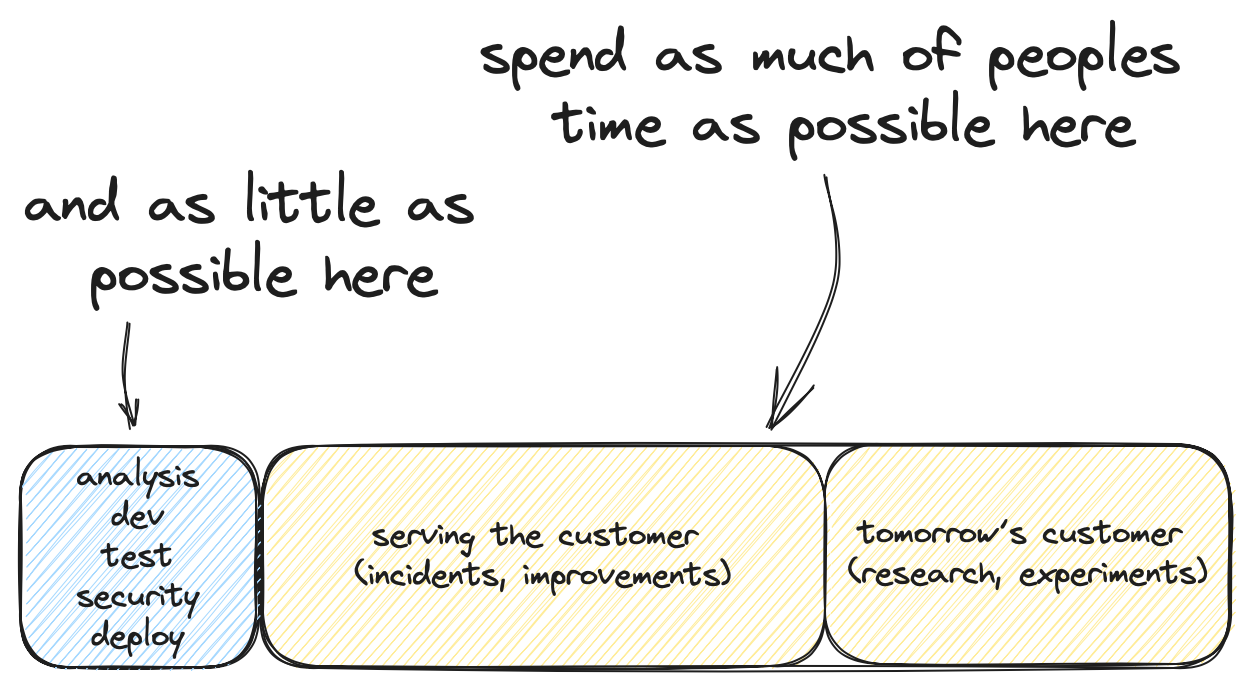 spend as much of peoples
time as possible here
and as little as
possible here
analysis
dev
test
security
deploy
serving the customer
(incidents, improvements)
tomorrow's customer
(research, experiments)